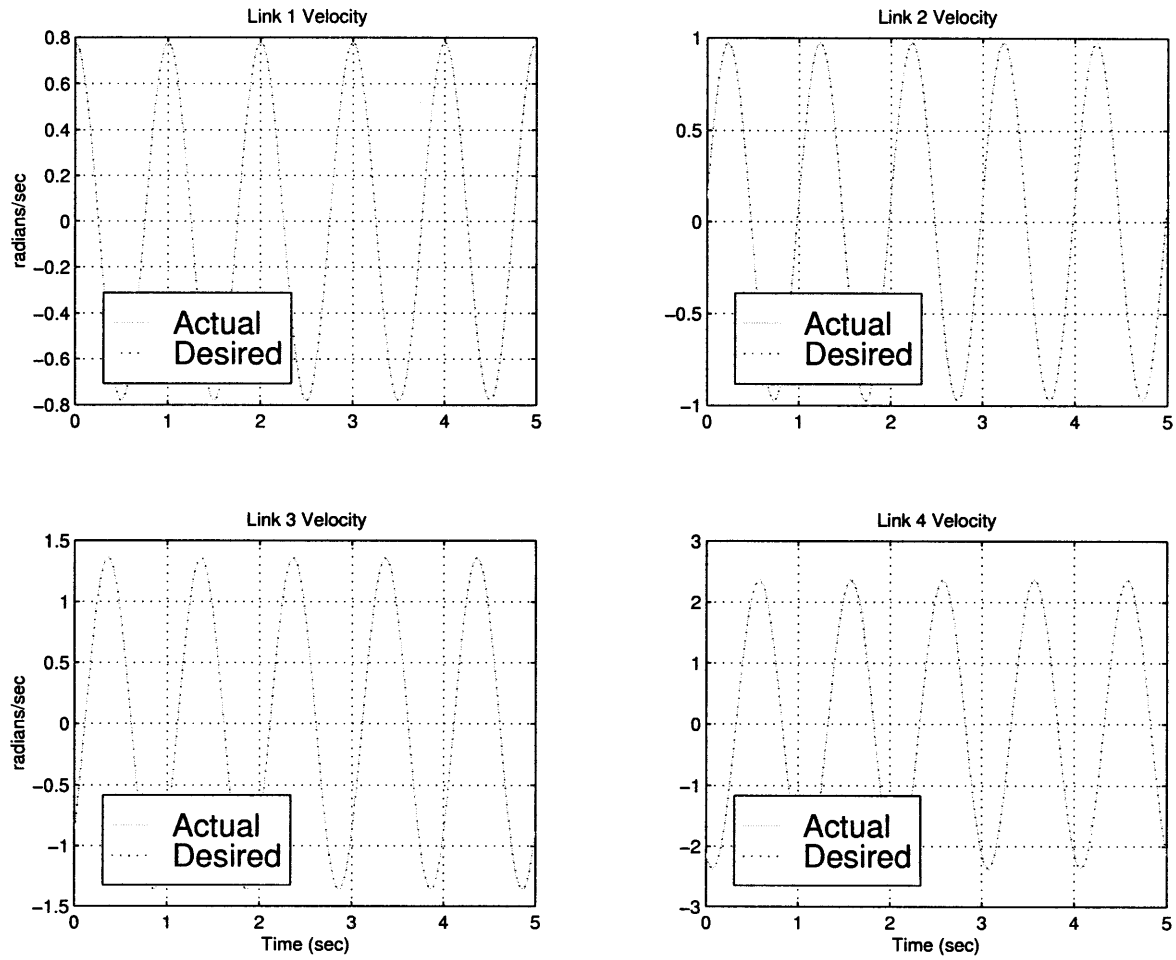 Link 1 Velocity
0.8
0.6
0.4
0.2
0
−0.2
−0.4
−0.6
−0.8
radians/sec
Actual
Desired
0 1 2 3 4 5
Link 2 Velocity
1
0.5
0
−0.5
−1
Actual
Desired
0 1 2 3 4 5
Link 3 Velocity
1.5
1
0.5
0
−0.5
−1
−1.5
radians/sec
Actual
Desired
0 1 2 3 4 5
Time (sec)
Link 4 Velocity
3
2
1
0
−1
−2
−3
Actual
Desired
0 1 2 3 4 5
Time (sec)